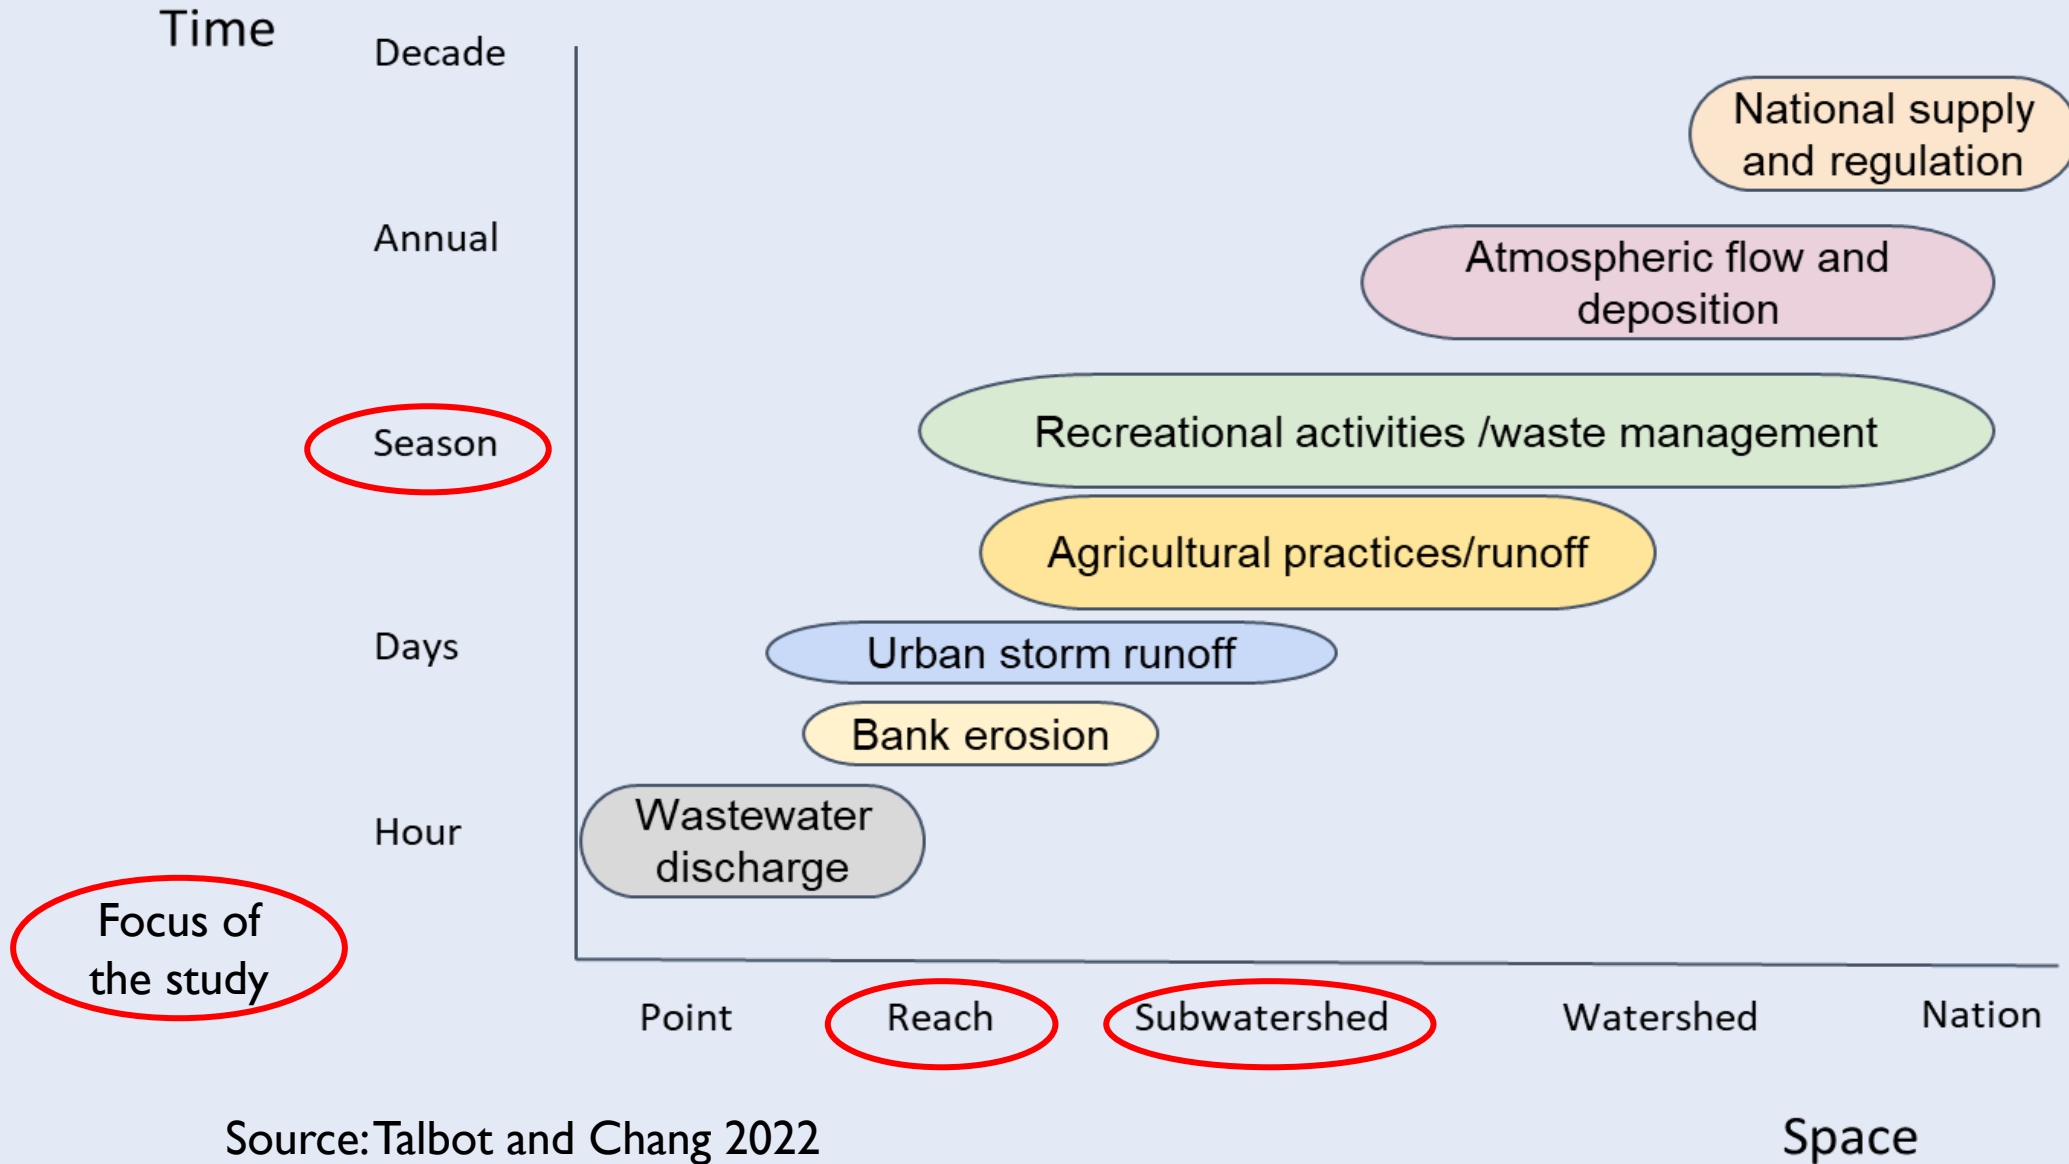 Time
Decade
National supply
and regulation
Annual
Atmospheric flow and
deposition
Season
Recreational activities /waste management
Agricultural practices/runoff
Days
Urban storm runoff
Bank erosion
Hour
Wastewater
discharge
Focus of
the study
Point
Reach
Subwatershed
Watershed
Nation
Source: Talbot and Chang 2022
Space